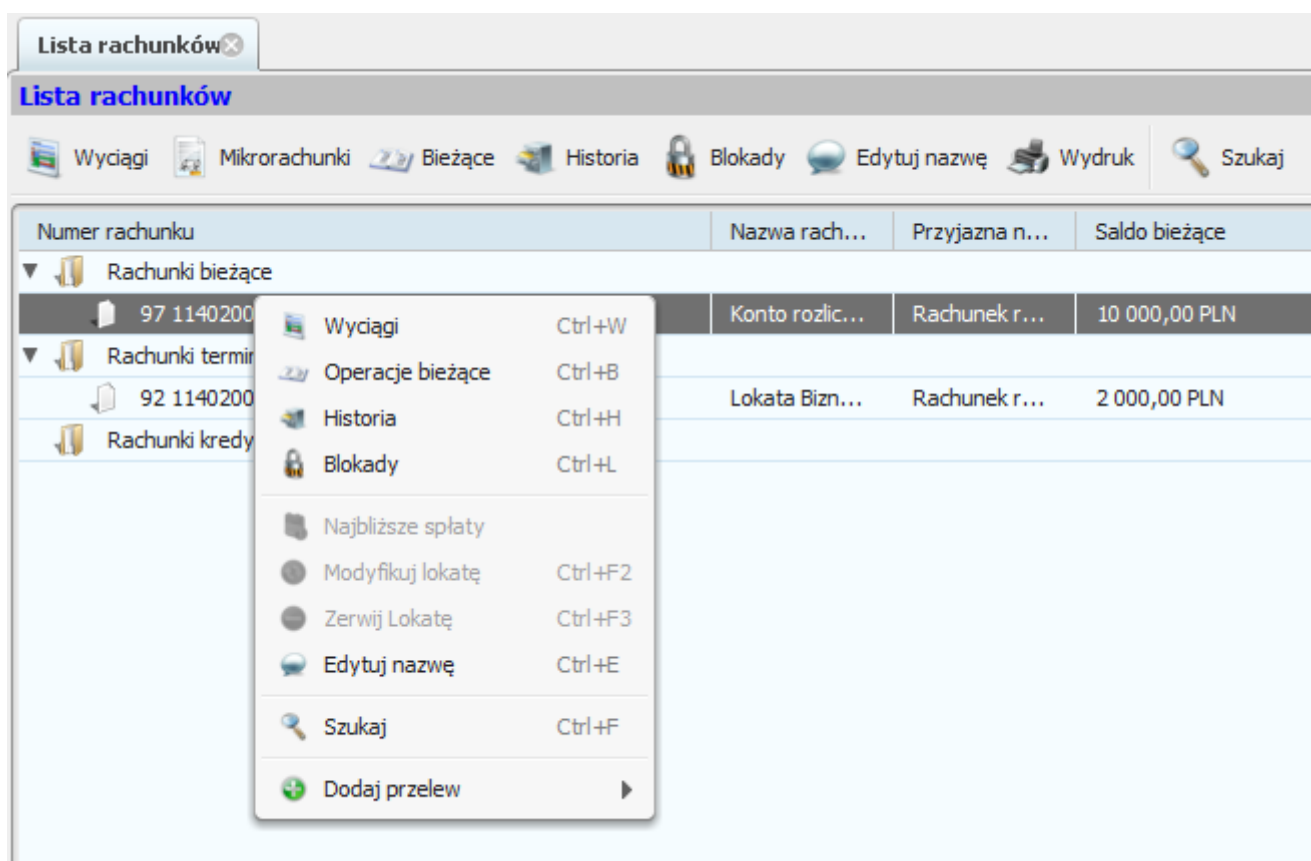 Lista rachunków
Lista rachunków
Wyciągi Mikrorachunki Bieżące Historia Blokady Edytuj nazwę Wydruk Szukaj
Numer rachunku Nazwa rach... Przyjazna n... Saldo bieżące
Rachunki bieżące
97 1140200 Konto rozlic... Rachunek r... 10 000,00 PLN
Rachunki termin
92 1140200 Lokata Bizn... Rachunek r... 2 000,00 PLN
Rachunki kredy
Wyciągi Ctrl+W
Operacje bieżące Ctrl+B
Historia Ctrl+H
Blokady Ctrl+L
Najbliższe spłaty
Modyfikuj lokatę Ctrl+F2
Zerwij Lokatę Ctrl+F3
Edytuj nazwę Ctrl+E
Szukaj Ctrl+F
Dodaj przelew